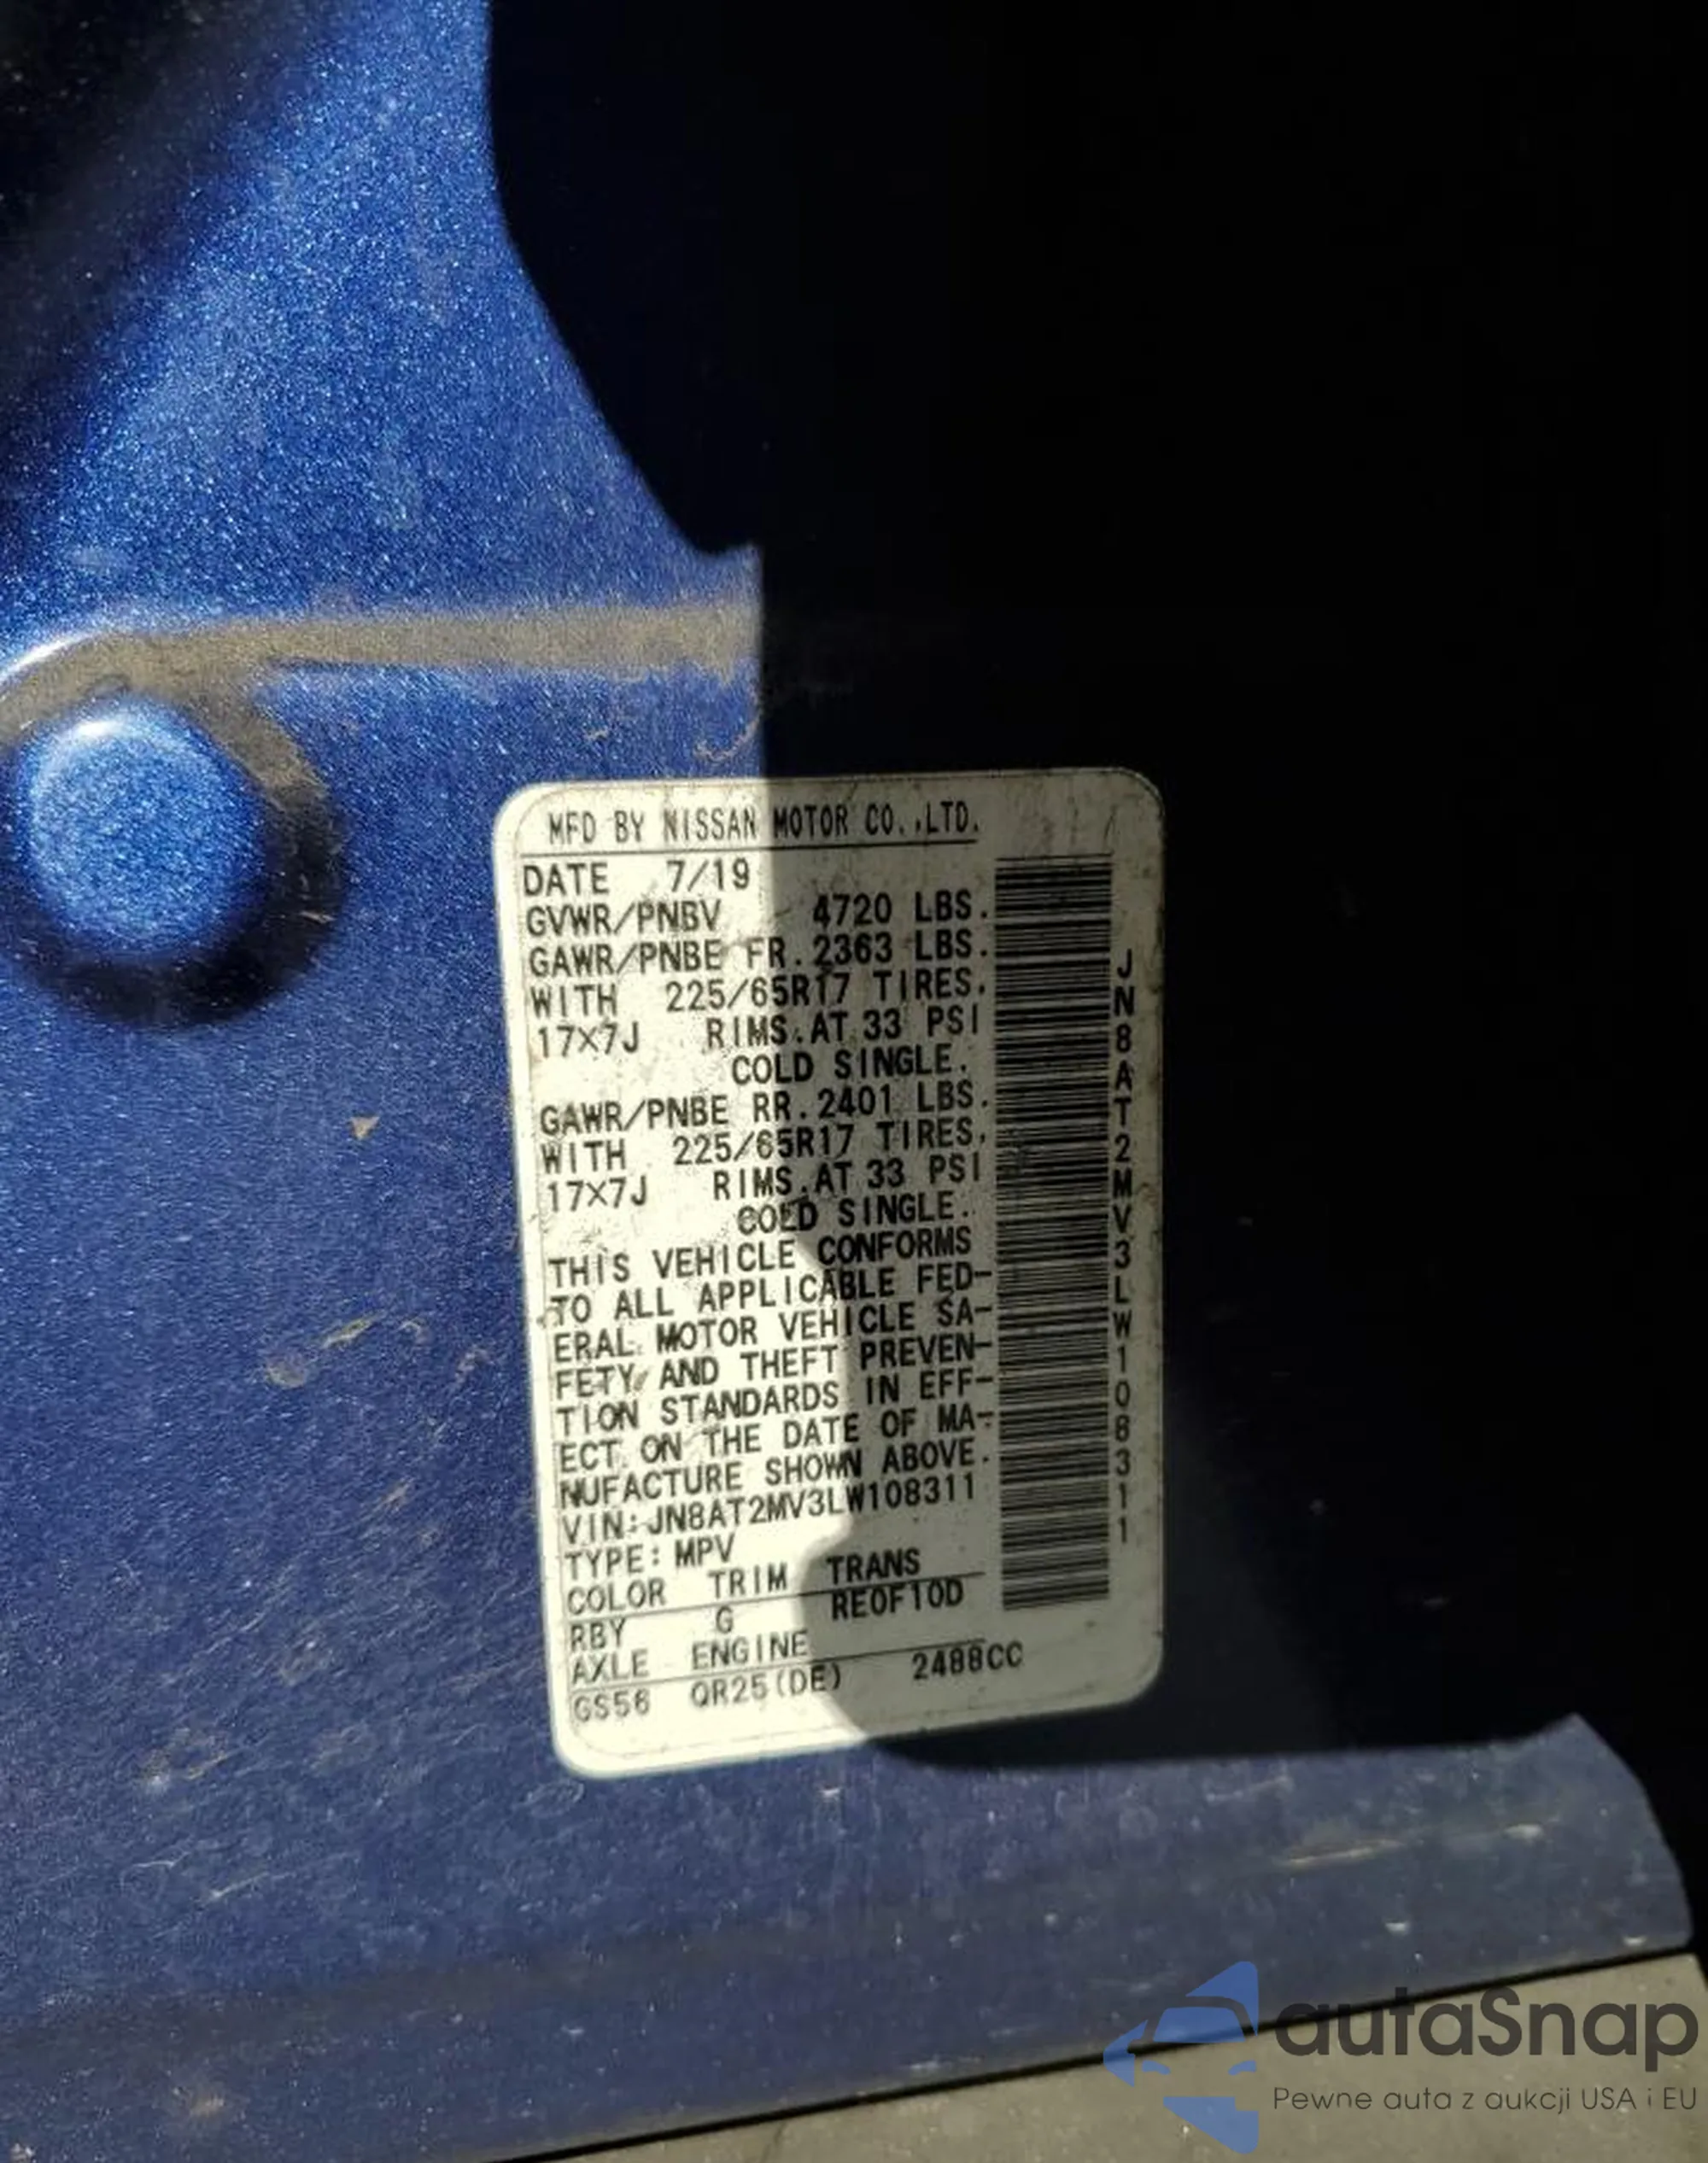 MFD BY NISSAN MOTOR CO.,LTD.
DATE 7/19
GVWR/PNBV 4720 LBS.
GAWR/PNBE FR. 2363 LBS.
WITH 225/65R17 TIRES.
17X7J RIMS.AT 33 PSI
COLD SINGLE.
GAWR/PNBE RR. 2401 LBS.
WITH 225/65R17 TIRES,
17X7J RIMS.AT 33 PSI
COLD SINGLE.
THIS VEHICLE CONFORMS
TO ALL APPLICABLE FED-
ERAL MOTOR VEHICLE SA-
FETY AND THEFT PREVEN-
TION STANDARDS IN EFF-
ECT ON THE DATE OF MA-
NUFACTURE SHOWN ABOVE.
VIN:JN8AT2MV3LW108311
TYPE:MPV
COLOR TRIM TRANS
RBY G RE0F10D
AXLE ENGINE
GS56 QR25(DE) 2488CC
JN8AT2MV3LW108311
autaSnap
Pewne auta z aukcji USA i EU